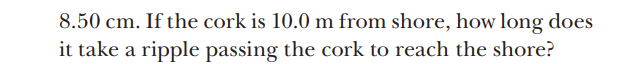 8.50 cm. If the cork is 10.0 m from shore, how long does
it take a ripple passing the cork to reach the shore?